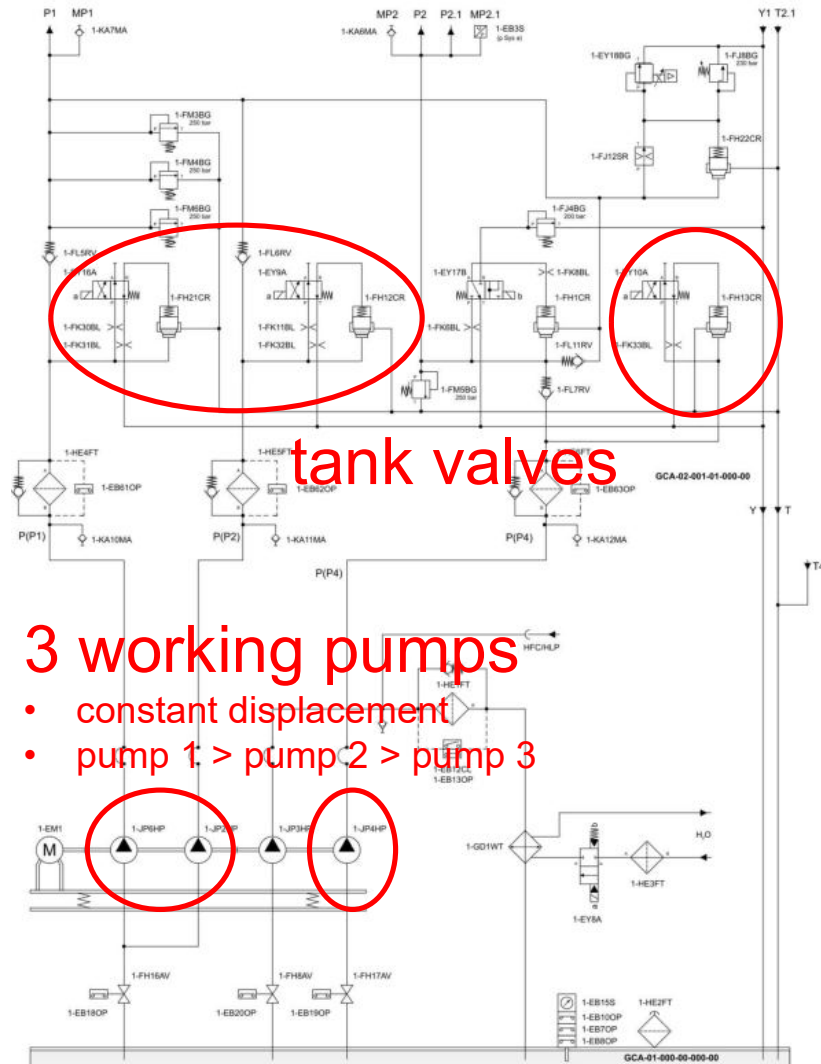 P1 MP1
1-KA7MA
MP2 P2 P2.1 MP2.1
1-KA6MA
1-EB3S
(p Sys a)
Y1 T2.1
1-EY18BG
1-FJ8BG
230 bar
1-FM3BG
250 bar
1-FM4BG
250 bar
1-FM6BG
250 bar
1-FJ12SR
1-FH22CR
1-FJ4BG
200 bar
1-FL5RV
1-FL6RV
1-EY9A
1-EY17B
1-FK8BL
a
a
b
a
1-FH21CR
1-FH12CR
1-FH1CR
1-FH13CR
1-FK30BL
1-FK31BL
1-FK11BL
1-FK32BL
1-FK6BL
1-FK33BL
1-FL11RV
1-FM5BG
250 bar
1-FL7RV
tank valves
1-HE4FT
1-HE5FT
1-EB61OP
1-EB62OP
1-EB63OP
GCA-02-001-01-000-00
Y T
P(P1)
1-KA10MA
P(P2)
1-KA11MA
P(P4)
1-KA12MA
P(P4)
3 working pumps
HFC/HLP
• constant displacement
• pump 1 > pump 2 > pump 3
1-EB13OP
1-EM1
M
1-JP6HP
1-JP3HP
1-JP4HP
1-GD1WT
H₂O
1-HE3FT
b
a
1-EY8A
1-FH16AV
1-FH8AV
1-FH17AV
1-EB18OP
1-EB20OP
1-EB19OP
1-EB15S
1-EB10OP
1-EB7OP
1-EB8OP
1-HE2FT
GCA-01-000-00-000-00